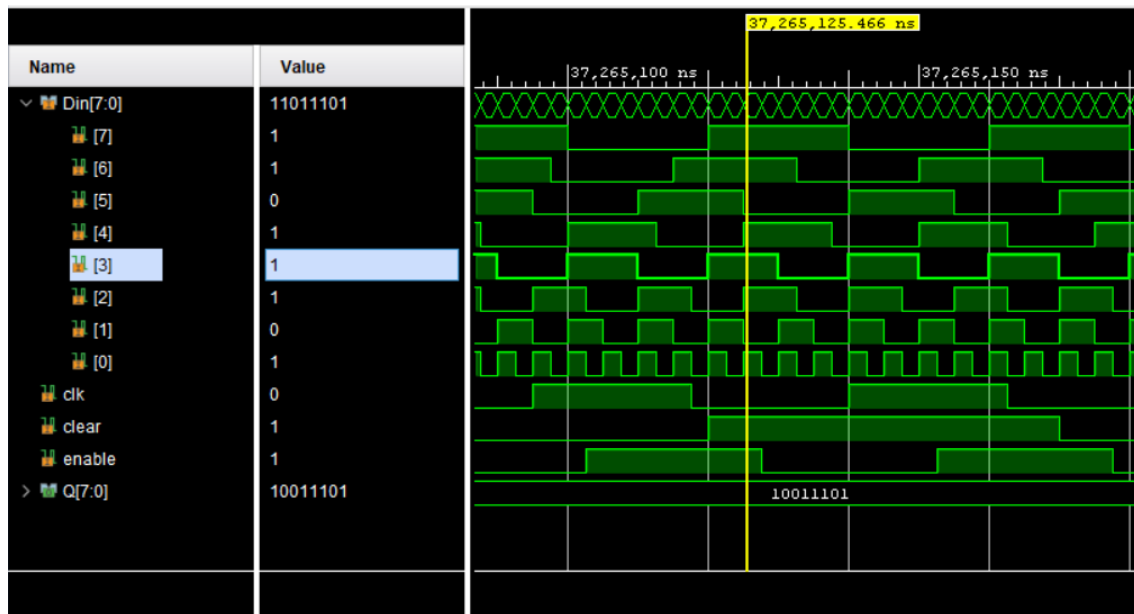 37,265,125.466 ns
Name Value
37,265,100 ns 37,265,150 ns
Din[7:0] 11011101
[7] 1
[6] 1
[5] 0
[4] 1
[3] 1
[2] 1
[1] 0
[0] 1
clk 0
clear 1
enable 1
Q[7:0] 10011101 10011101